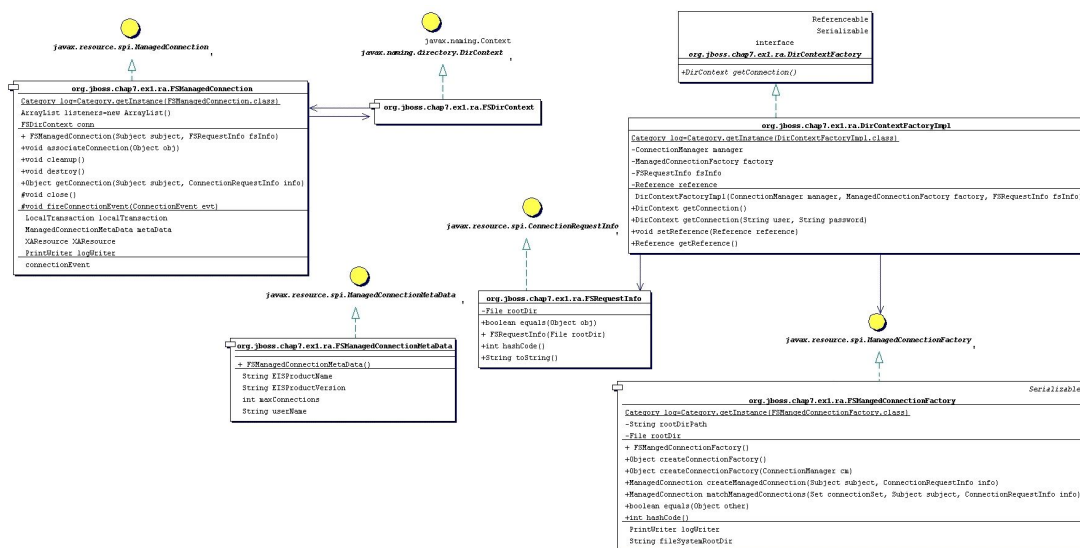 javax.resource.spi.ManagedConnection,
org.jboss.chap7.ex1.ra.FSManagedConnection
Category log=Category.getInstance(FSManagedConnection.class)
ArrayList listeners=new ArrayList()
FSDirContext conn
+ FSManagedConnection(Subject subject, FSRequestInfo fsInfo)
+void associateConnection(Object obj)
+void cleanup()
+void destroy()
+Object getConnection(Subject subject, ConnectionRequestInfo info)
#void close()
#void fireConnectionEvent(ConnectionEvent evt)
LocalTransaction localTransaction
ManagedConnectionMetaData metaData
XAResource XAResource
PrintWriter logWriter
connectionEvent
javax.naming.Context
javax.naming.directory.DirContext,
org.jboss.chap7.ex1.ra.FSDirContext
Referenceable
Serializable
interface
org.jboss.chap7.ex1.ra.DirContextFactory
+DirContext getConnection()
org.jboss.chap7.ex1.ra.DirContextFactoryImpl
Category log=Category.getInstance(DirContextFactoryImpl.class)
-ConnectionManager manager
-ManagedConnectionFactory factory
-FSRequestInfo fsInfo
-Reference reference
DirContextFactoryImpl(ConnectionManager manager, ManagedConnectionFactory factory, FSRequestInfo fsInfo)
+DirContext getConnection()
+DirContext getConnection(String user, String password)
+void setReference(Reference reference)
+Reference getReference()
javax.resource.spi.ConnectionRequestInfo,
org.jboss.chap7.ex1.ra.FSRequestInfo
-File rootDir
+boolean equals(Object obj)
+ FSRequestInfo(File rootDir)
+int hashCode()
+String toString()
javax.resource.spi.ManagedConnectionMetaData,
org.jboss.chap7.ex1.ra.FSManagedConnectionMetaData
+ FSManagedConnectionMetaData()
String EISProductName
String EISProductVersion
int maxConnections
String userName
javax.resource.spi.ManagedConnectionFactory,
Serializable
org.jboss.chap7.ex1.ra.FSMangedConnectionFactory
Category log=Category.getInstance(FSMangedConnectionFactory.class)
-String rootDirPath
-File rootDir
+ FSMangedConnectionFactory()
+Object createConnectionFactory()
+Object createConnectionFactory(ConnectionManager cm)
+ManagedConnection createManagedConnection(Subject subject, ConnectionRequestInfo info)
+ManagedConnection matchManagedConnections(Set connectionSet, Subject subject, ConnectionRequestInfo info)
+boolean equals(Object other)
+int hashCode()
PrintWriter logWriter
String fileSystemRootDir